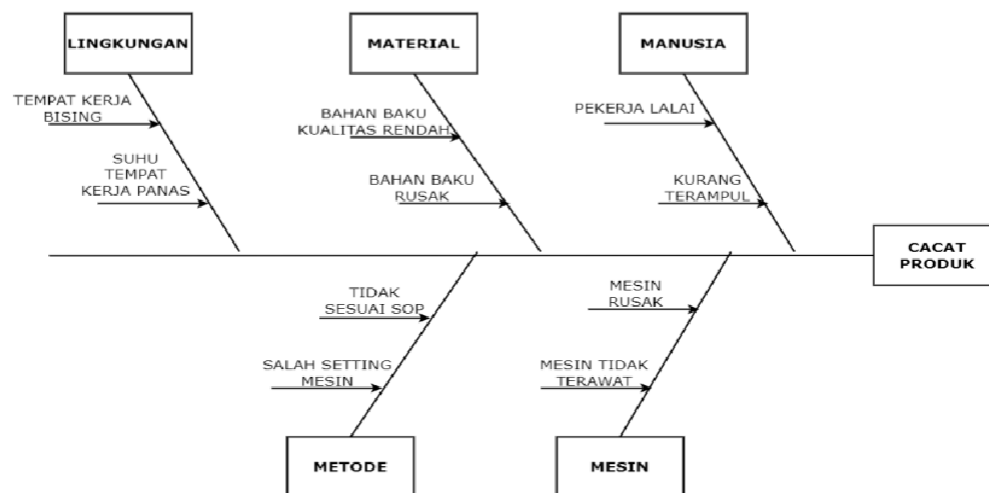 LINGKUNGAN
MATERIAL
MANUSIA
TEMPAT KERJA
BISING
SUHU
TEMPAT
KERJA PANAS
BAHAN BAKU
KUALITAS RENDAH
BAHAN BAKU
RUSAK
PEKERJA LALAI
KURANG
TERAMPUL
CACAT
PRODUK
TIDAK
SESUAI SOP
SALAH SETTING
MESIN
MESIN
RUSAK
MESIN TIDAK
TERAWAT
METODE
MESIN